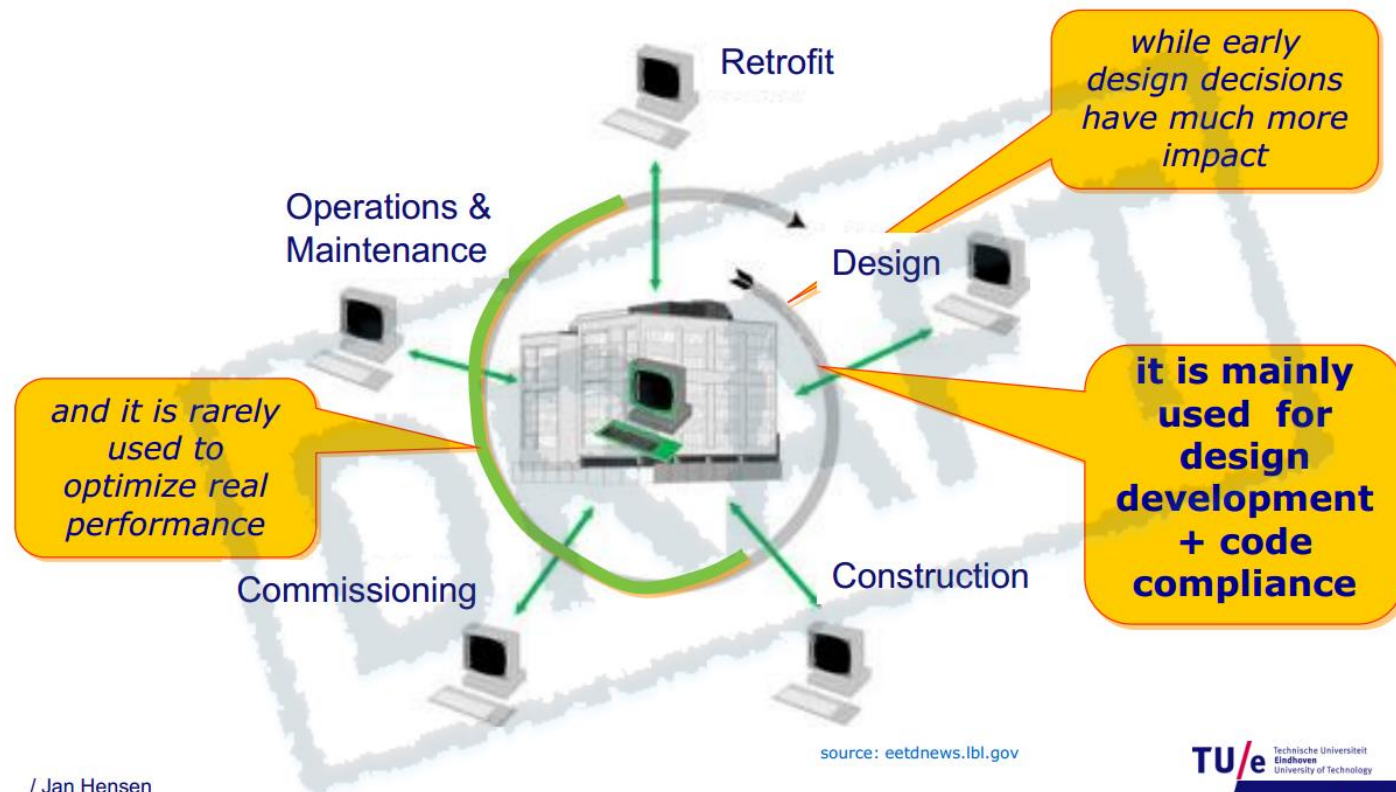 Retrofit
while early
design decisions
have much more
impact
Operations &
Maintenance
Design
and it is rarely
used to
optimize real
performance
it is mainly
used for
design
development
+ code
compliance
Commissioning
Construction
DRAFT
source: eetdnews.lbl.gov
/ Jan Hensen
TU/e Technische Universiteit
Eindhoven
University of Technology